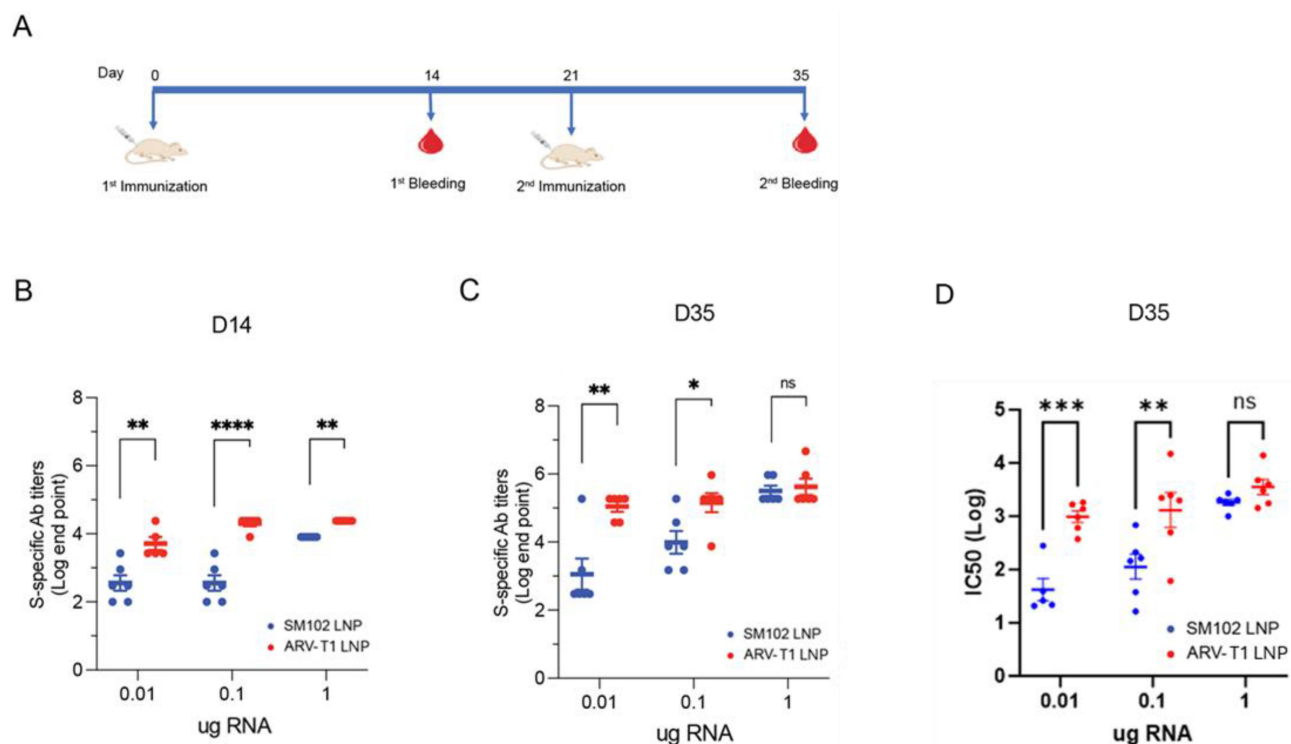 A
Day 0 14 21 35
1st Immunization 1st Bleeding 2nd Immunization 2nd Bleeding
B
D14
S-specific Ab titers
(Log end point)
8
6
4
2
0
** **** **
SM102 LNP
ARV-T1 LNP
0.01 0.1 1
ug RNA
C
D35
S-specific Ab titers
(Log end point)
8
6
4
2
0
** * ns
SM102 LNP
ARV-T1 LNP
0.01 0.1 1
ug RNA
D
D35
IC50 (Log)
5
4
3
2
1
0
*** ** ns
SM102 LNP
ARV-T1 LNP
0.01 0.1 1
ug RNA